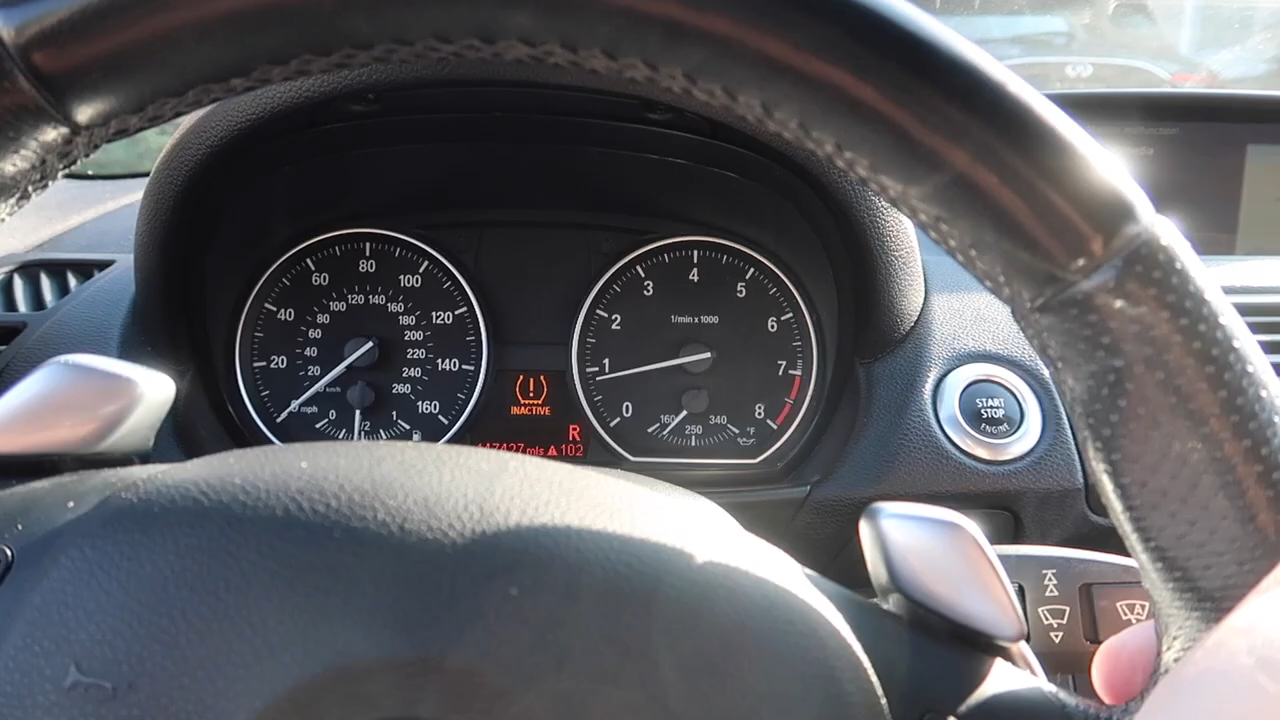 20 40 60 80 100 120 140 160
20 40 60 80 100 120 140 160 180 200 220 240 260
km/h
mph
0 1/2 1
INACTIVE
R
147427 mls 102
0 1 2 3 4 5 6 7 8
1/min x 1000
160 250 340
°F
START
STOP
ENGINE
malfunction
A